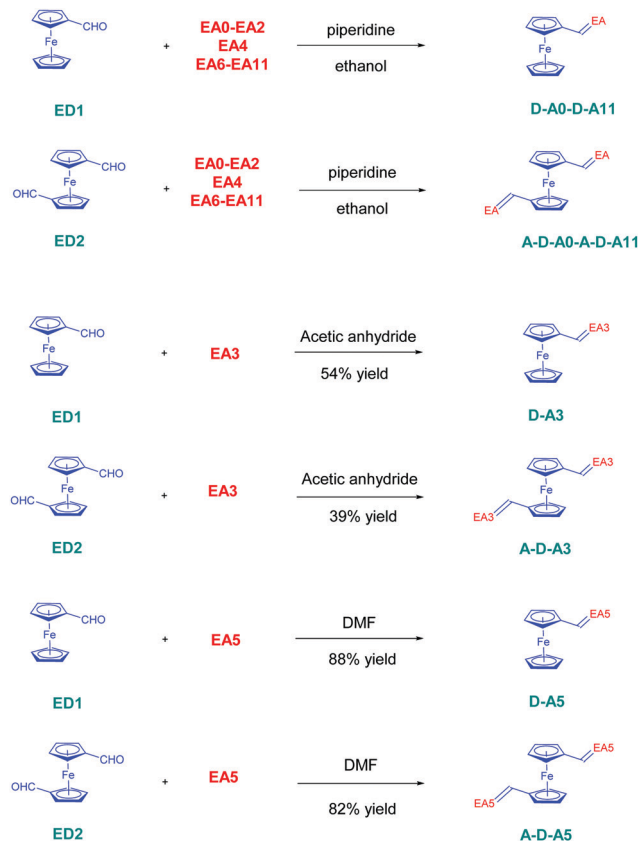 CHO
Fe
ED1
+
EA0-EA2
EA4
EA6-EA11
piperidine
ethanol
EA
Fe
D-A0-D-A11
CHO
Fe
OHC
ED2
+
EA0-EA2
EA4
EA6-EA11
piperidine
ethanol
EA
Fe
EA
A-D-A0-A-D-A11
CHO
Fe
ED1
+
EA3
Acetic anhydride
54% yield
EA3
Fe
D-A3
CHO
Fe
OHC
ED2
+
EA3
Acetic anhydride
39% yield
EA3
Fe
EA3
A-D-A3
CHO
Fe
ED1
+
EA5
DMF
88% yield
EA5
Fe
D-A5
CHO
Fe
OHC
ED2
+
EA5
DMF
82% yield
EA5
Fe
EA5
A-D-A5